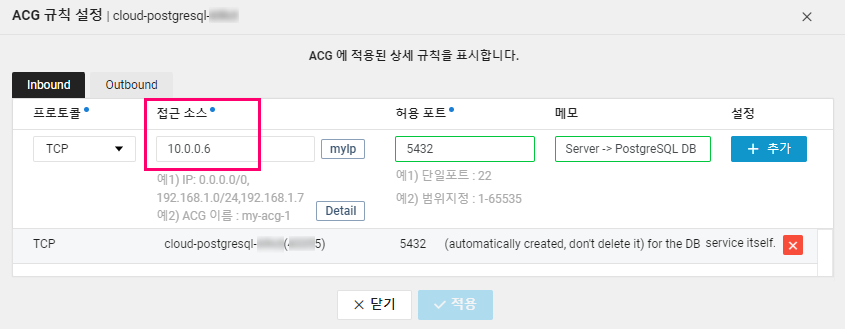 ACG 규칙 설정 | cloud-postgresql-
ACG 에 적용된 상세 규칙을 표시합니다.
Inbound Outbound
프로토콜 접근 소스 허용 포트 메모 설정
TCP 10.0.0.6 myIp 5432 Server -> PostgreSQL DB + 추가
예1) IP: 0.0.0.0/0, 예1) 단일포트 : 22
192.168.1.0/24,192.168.1.7 예2) 범위지정 : 1-65535
예2) ACG 이름 : my-acg-1 Detail
TCP cloud-postgresql- 5) 5432 (automatically created, don't delete it) for the DB service itself.
닫기 적용